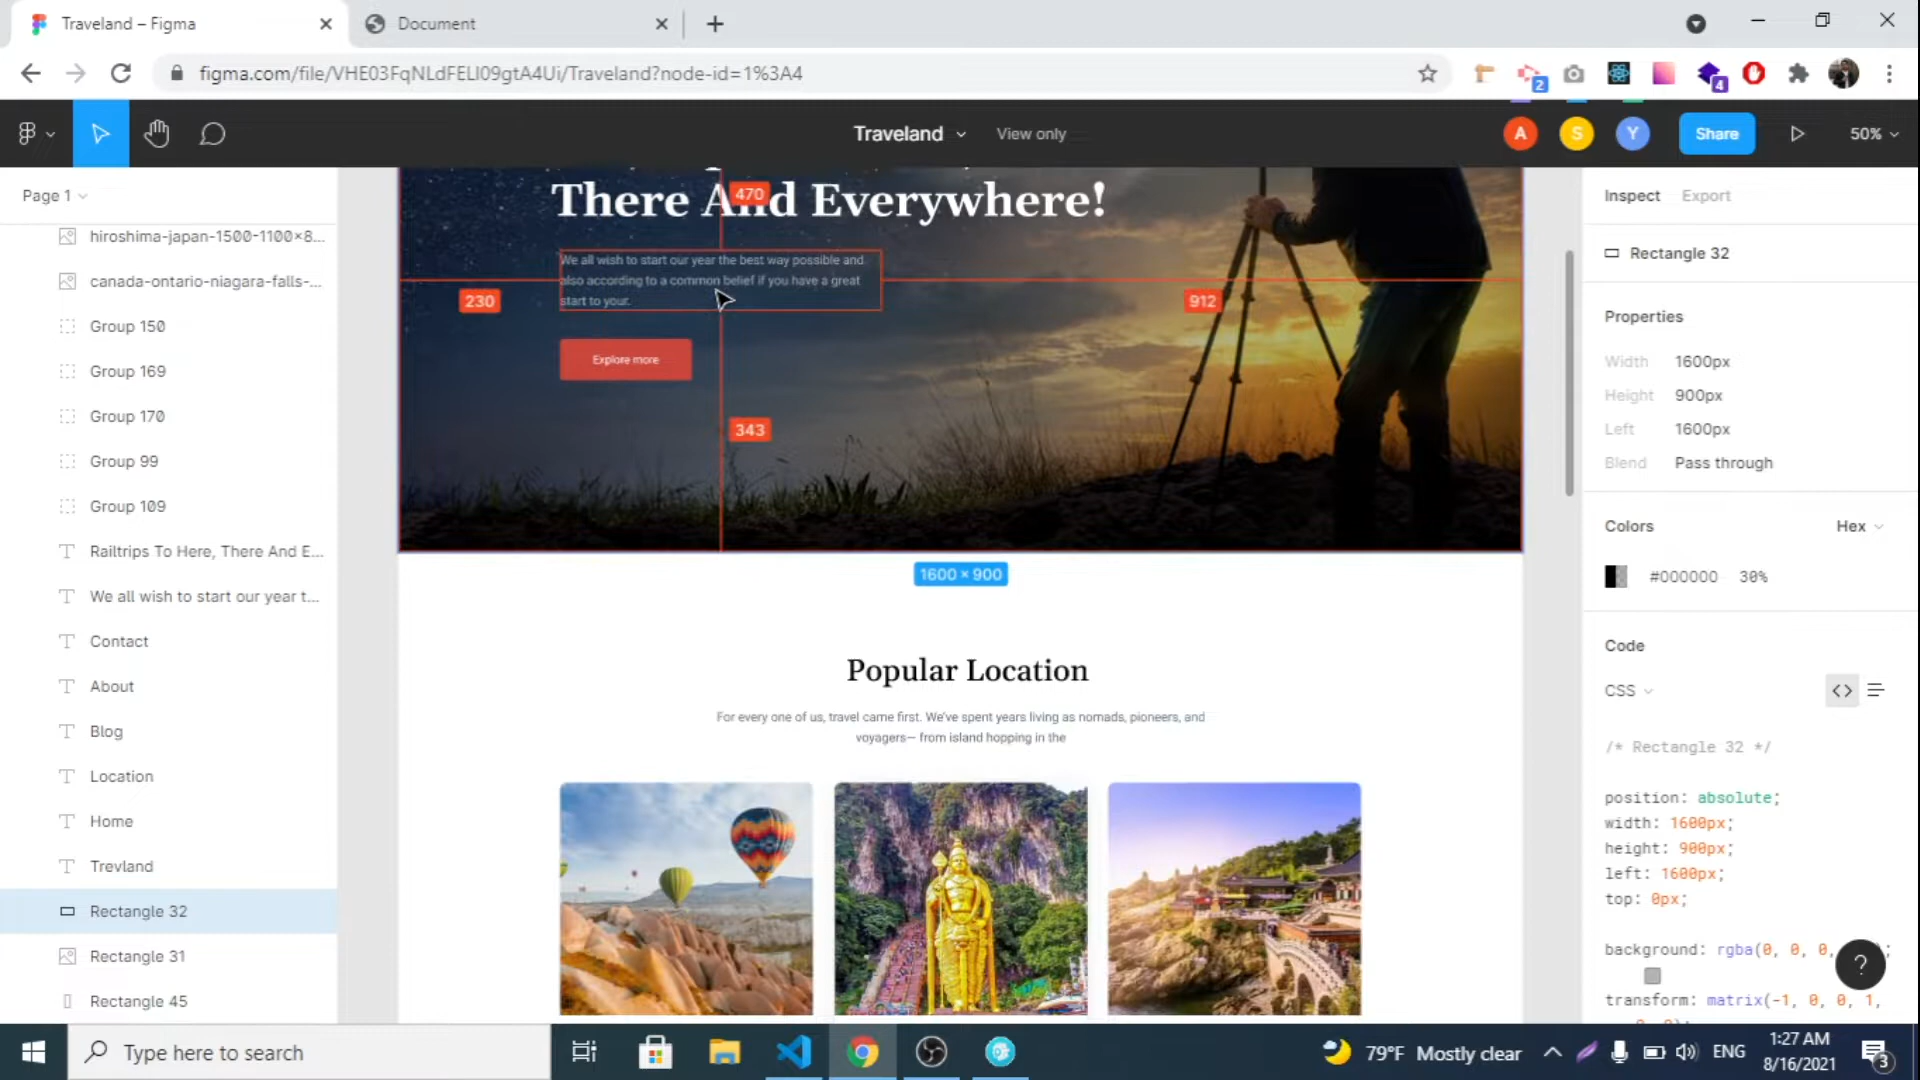 Traveland – Figma
Document
figma.com/file/VHE03FqNLdFELl09gtA4Ui/Traveland?node-id=1%3A4
2
4
Traveland
View only
A
S
Y
Share
50%
Page 1
hiroshima-japan-1500-1100×8...
canada-ontario-niagara-falls-...
Group 150
Group 169
Group 170
Group 99
Group 109
Railtrips To Here, There And E...
We all wish to start our year t...
Contact
About
Blog
Location
Home
Trevland
Rectangle 32
Rectangle 31
Rectangle 45
There And Everywhere!
470
We all wish to start our year the best way possible and
also according to a common belief if you have a great
start to your.
230
912
Explore more
343
1600 × 900
Popular Location
For every one of us, travel came first. We've spent years living as nomads, pioneers, and
voyagers— from island hopping in the
Inspect
Export
Rectangle 32
Properties
Width 1600px
Height 900px
Left 1600px
Blend Pass through
Colors
Hex
#000000 30%
Code
CSS
/* Rectangle 32 */
position: absolute;
width: 1600px;
height: 900px;
left: 1600px;
top: 0px;
background: rgba(0, 0, 0,
;
transform: matrix(-1, 0, 0, 1,
?
Type here to search
79°F Mostly clear
ENG
1:27 AM
8/16/2021
3